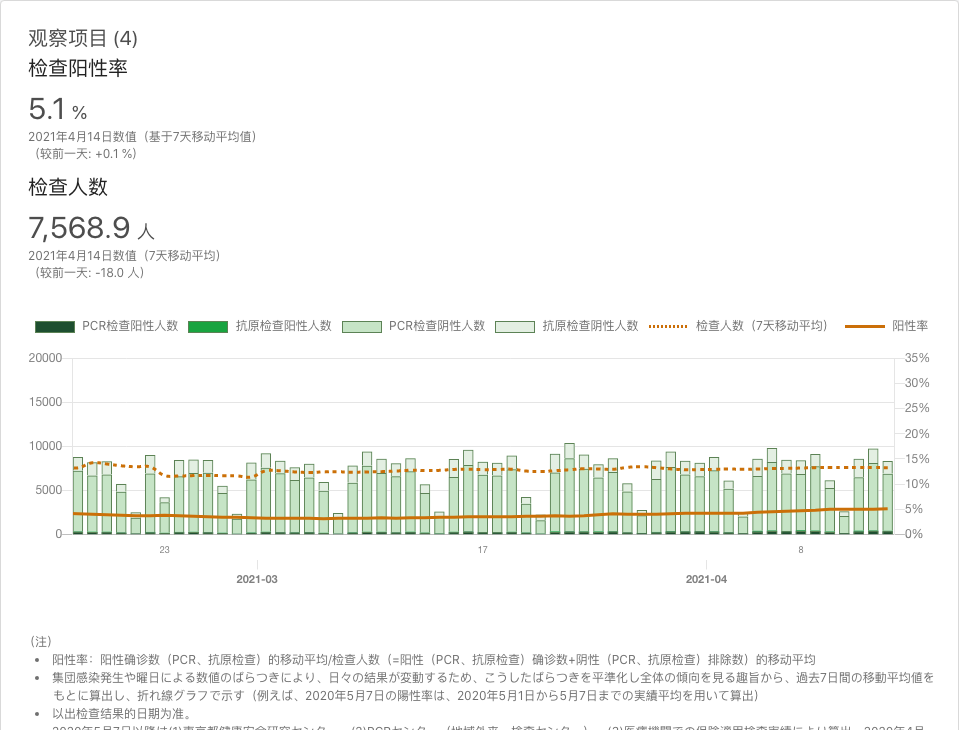 观察项目 (4)
检查阳性率
5.1 %
2021年4月14日数值（基于7天移动平均值）
（较前一天: +0.1 %）
检查人数
7,568.9 人
2021年4月14日数值（7天移动平均）
（较前一天: -18.0 人）
PCR检查阳性人数 抗原检查阳性人数 PCR检查阴性人数 抗原检查阴性人数 检查人数（7天移动平均） 阳性率
20000 35%
30%
15000
25%
20%
10000
15%
10%
5000
5%
0 0%
23 17 8
2021-03 2021-04
（注）
• 阳性率：阳性确诊数（PCR、抗原检查）的移动平均/检查人数（=阳性（PCR、抗原检查）确诊数+阴性（PCR、抗原检查）排除数）的移动平均
• 集団感染発生や曜日による数値のばらつきにより、日々の結果が変動するため、こうしたばらつきを平準化し全体の傾向を見る趣旨から、過去7日間の移動平均値を
もとに算出し、折れ線グラフで示す（例えば、2020年5月7日の陽性率は、2020年5月1日から5月7日までの実績平均を用いて算出）
• 以出检查结果的日期为准。